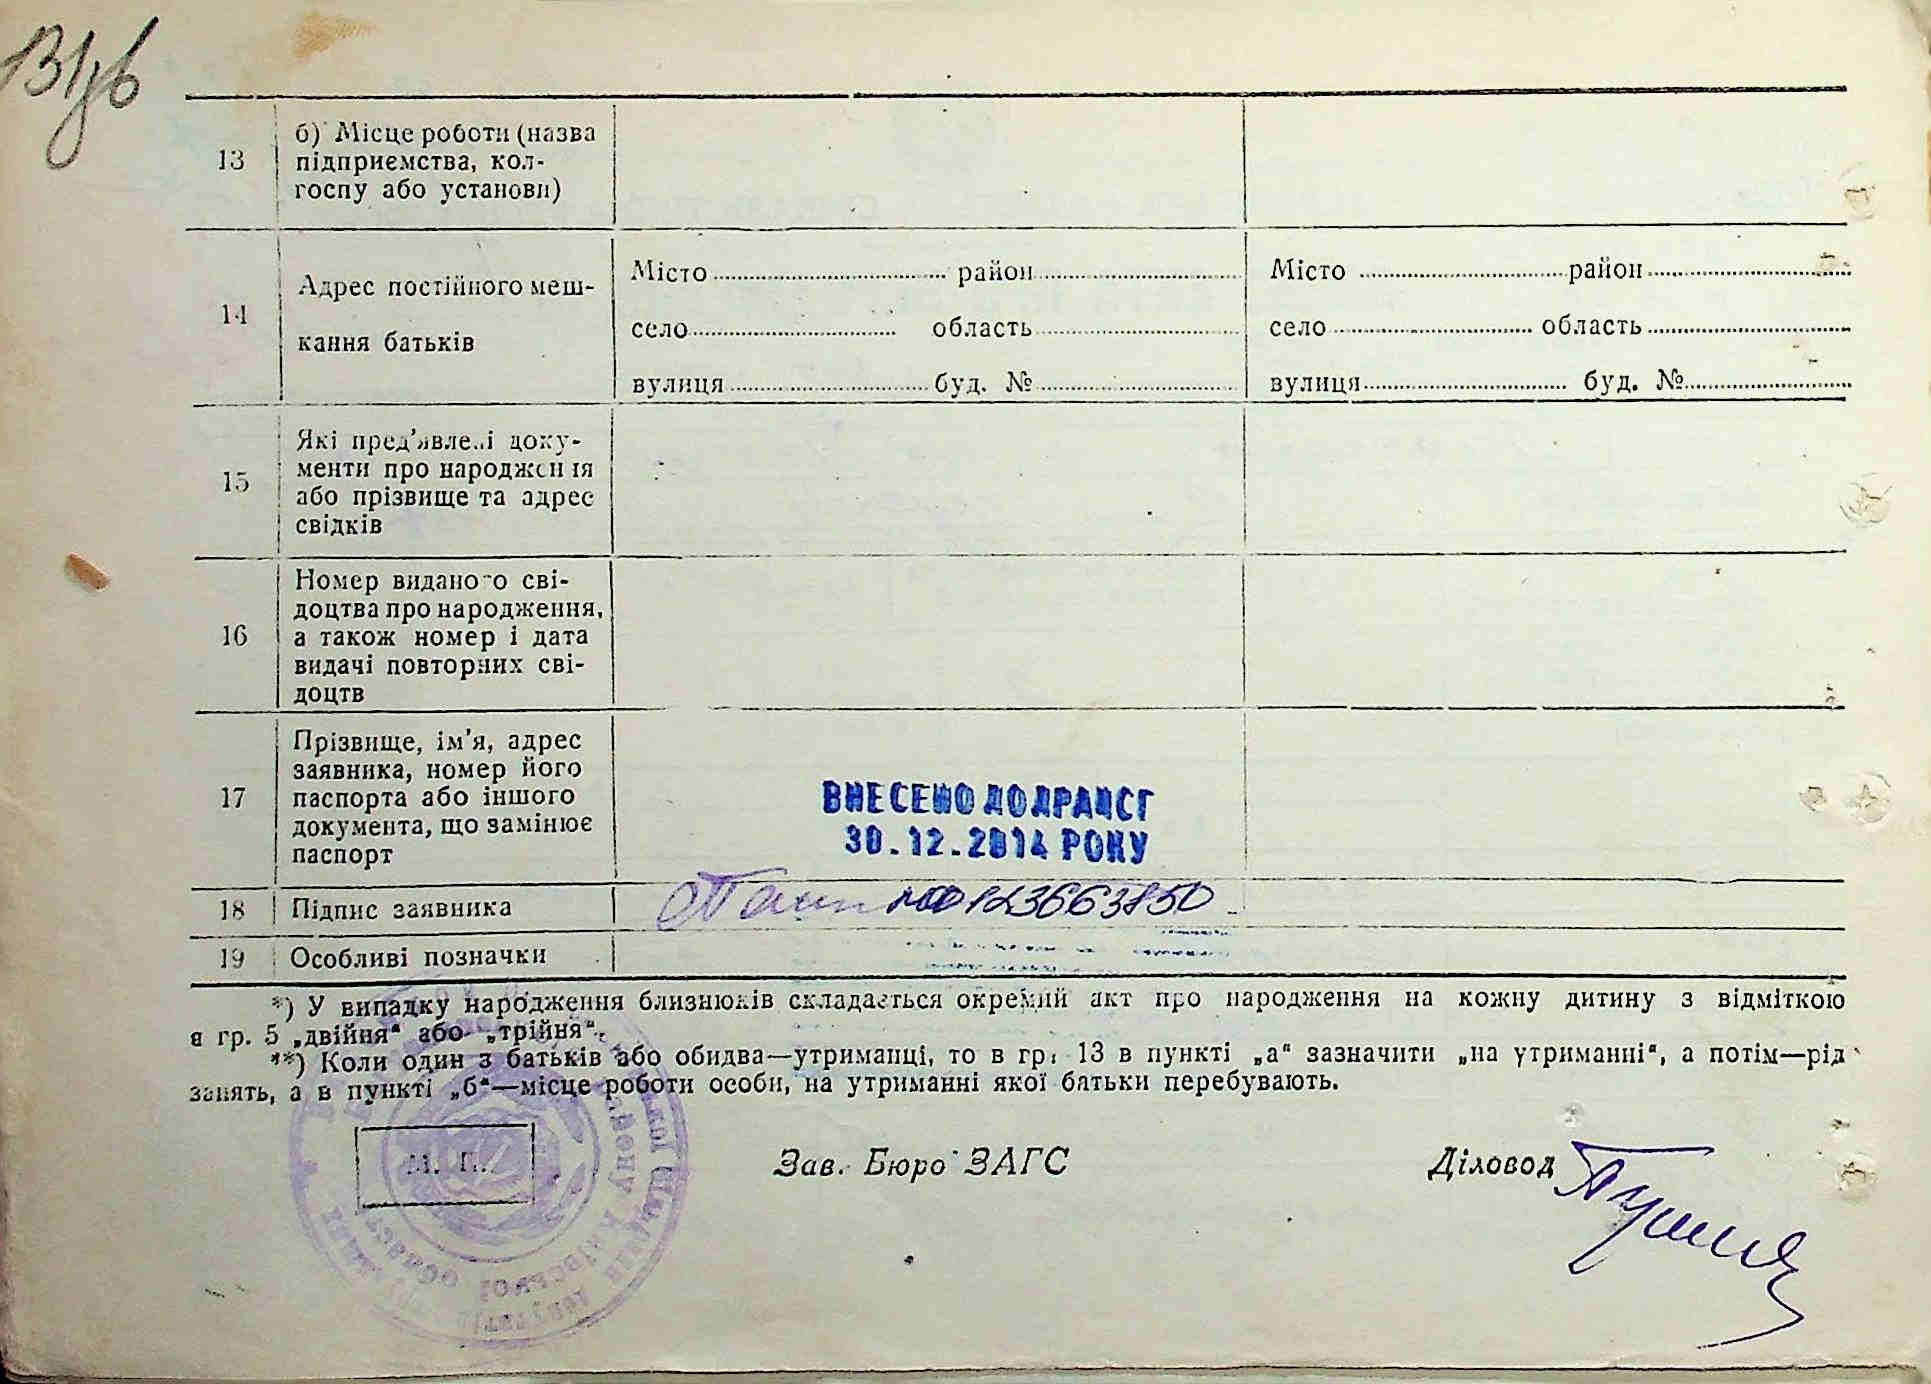 131зв
13
б) Місце роботи (назва
підприємства, кол-
госпу або установи)
14
Адрес постійного меш-
кання батьків
Місто район
село область
вулиця буд. №
Місто район
село область
вулиця буд. №
15
Які пред'явлені доку-
менти про народження
або прізвище та адрес
свідків
16
Номер виданого сві-
доцтва про народження,
а також номер і дата
видачі повторних сві-
доцтв
17
Прізвище, ім'я, адрес
заявника, номер його
паспорта або іншого
документа, що замінює
паспорт
ВНЕСЕНО ДО ДРАЦСГ
30.12.2014 РОКУ
18
Підпис заявника
00123663850
19
Особливі позначки
*) У випадку народження близнюків складається окремий акт про народження на кожну дитину з відміткою
в гр. 5 „двійня“ або „трійня“.
**) Коли один з батьків або обидва—утриманці, то в гр. 13 в пункті „а“ зазначити „на утриманні“, а потім—рід
занять, а в пункті „б“—місце роботи особи, на утриманні якої батьки перебувають.
М. П.
Зав. Бюро ЗАГС
Діловод